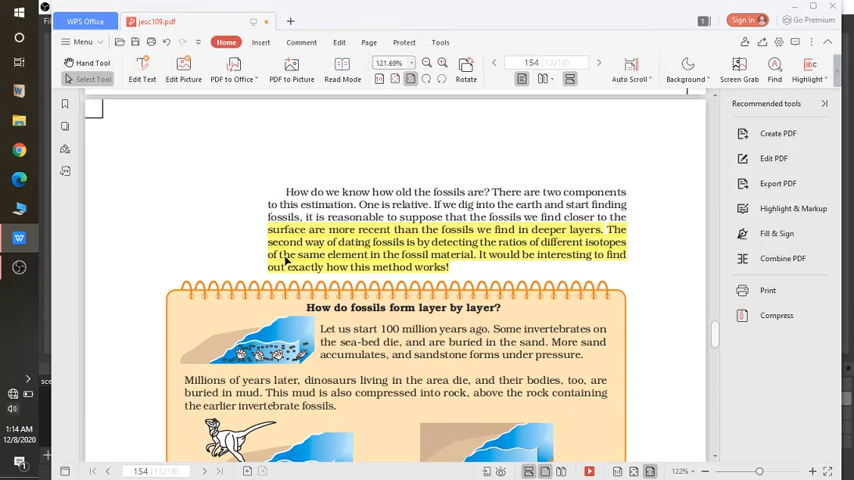 WPS Office
jesc109.pdf
1
Sign in
Go Premium
Menu
Home
Insert
Comment
Edit
Page
Protect
Tools
Hand Tool
Select Tool
Edit Text
Edit Picture
PDF to Office
PDF to Picture
Read Mode
121.69%
Rotate
154 (13/18)
Auto Scroll
Background
Screen Grab
Find
Highlight
Recommended tools
Create PDF
Edit PDF
Export PDF
Highlight & Markup
Fill & Sign
Combine PDF
Print
Compress
How do we know how old the fossils are? There are two components
to this estimation. One is relative. If we dig into the earth and start finding
fossils, it is reasonable to suppose that the fossils we find closer to the
surface are more recent than the fossils we find in deeper layers. The
second way of dating fossils is by detecting the ratios of different isotopes
of the same element in the fossil material. It would be interesting to find
out exactly how this method works!
How do fossils form layer by layer?
Let us start 100 million years ago. Some invertebrates on
the sea-bed die, and are buried in the sand. More sand
accumulates, and sandstone forms under pressure.
Millions of years later, dinosaurs living in the area die, and their bodies, too, are
buried in mud. This mud is also compressed into rock, above the rock containing
the earlier invertebrate fossils.
1:14 AM
12/8/2020
154 (13/18)
122%